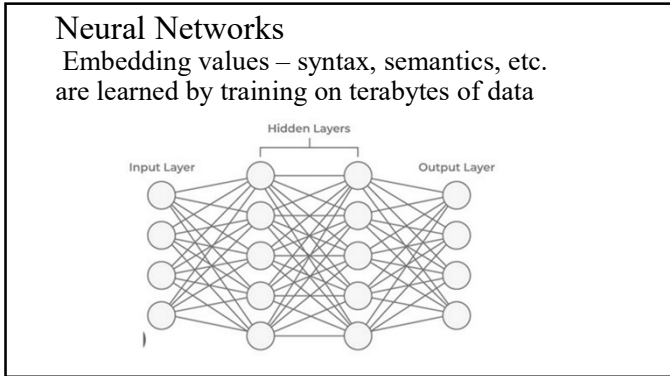 Neural Networks
Embedding values – syntax, semantics, etc.
are learned by training on terabytes of data
Hidden Layers
Input Layer
Output Layer
)